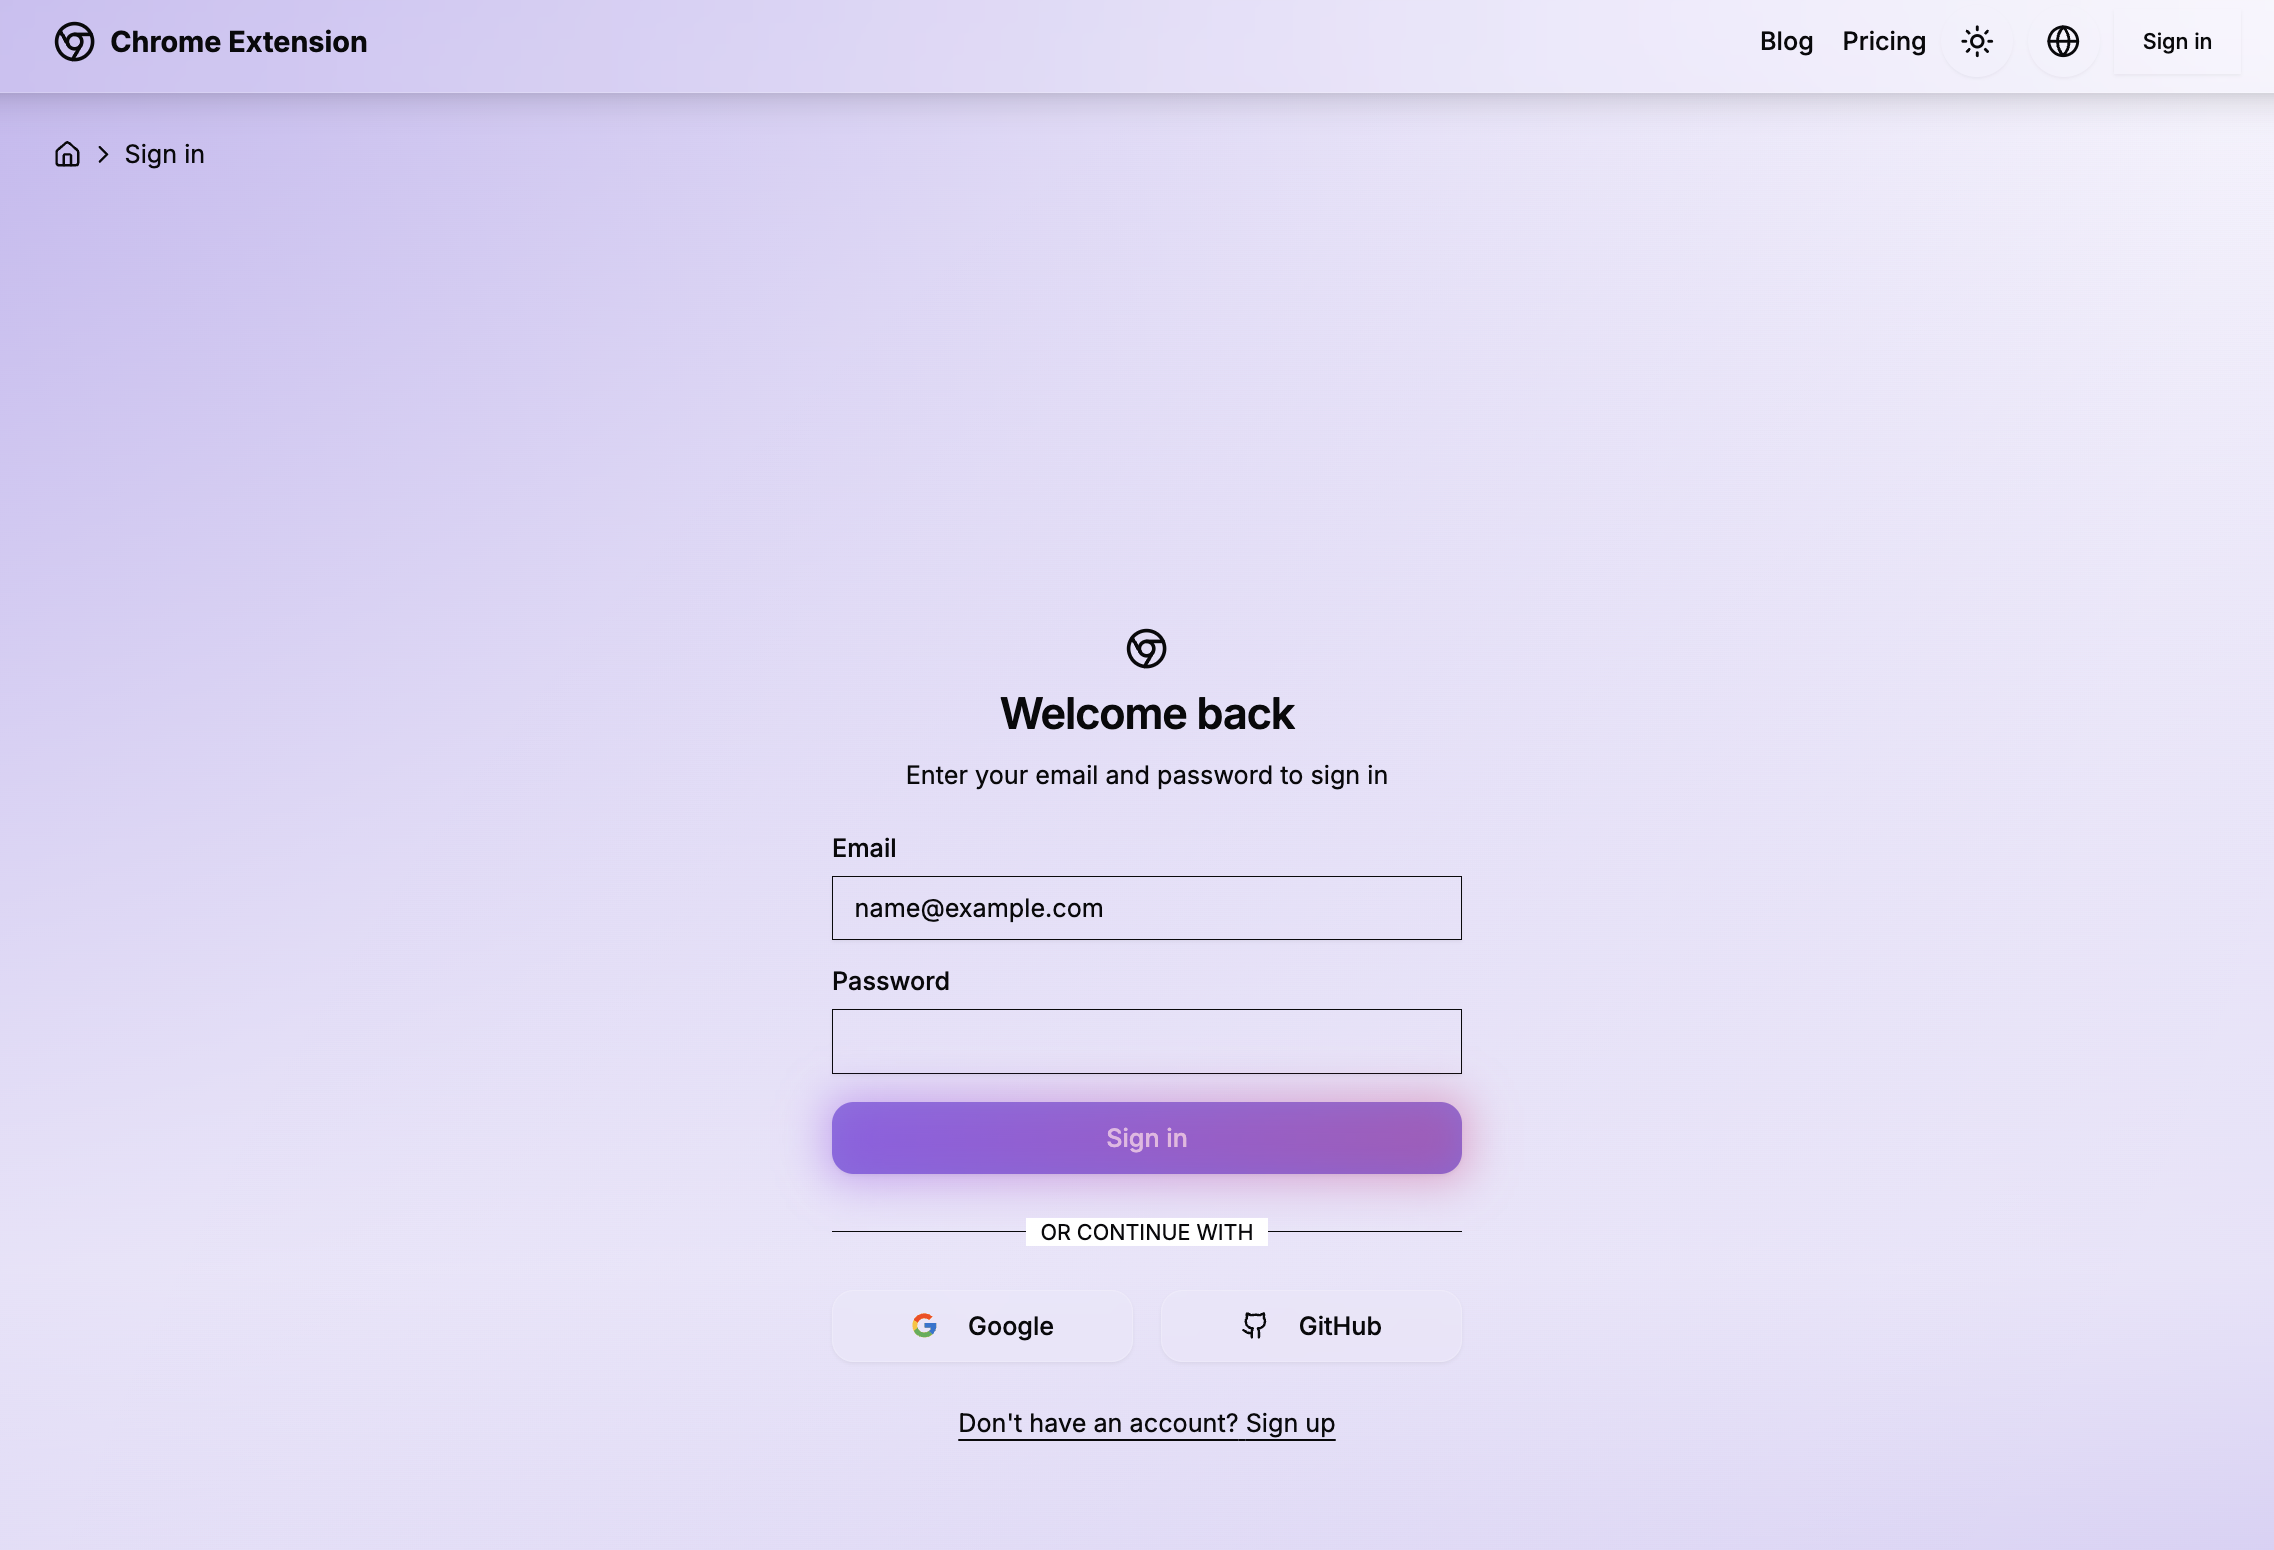 Chrome Extension
Blog
Pricing
Sign in
Sign in
Welcome back
Enter your email and password to sign in
Email
name@example.com
Password
Sign in
OR CONTINUE WITH
Google
GitHub
Don't have an account? Sign up